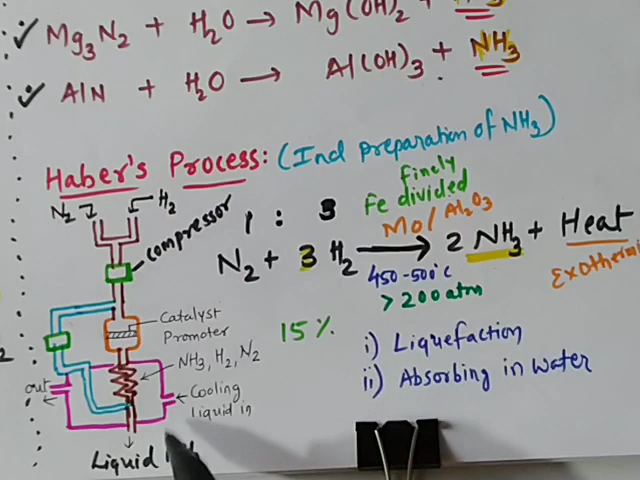 Mg3N2 + H2O → Mg(OH)2 +
AlN + H2O → Al(OH)3 + NH3
Haber's Process: (Ind preparation of NH3)
N2 H2
compressor
1 : 3
finely
Fe divided
Mo/Al2O3
N2 + 3 H2 → 2 NH3 + Heat
450-500°C
>200 atm
Catalyst
Promoter
15%
NH3, H2, N2
i) Liquefaction
ii) Absorbing in water
out
Cooling
liquid in
Liquid